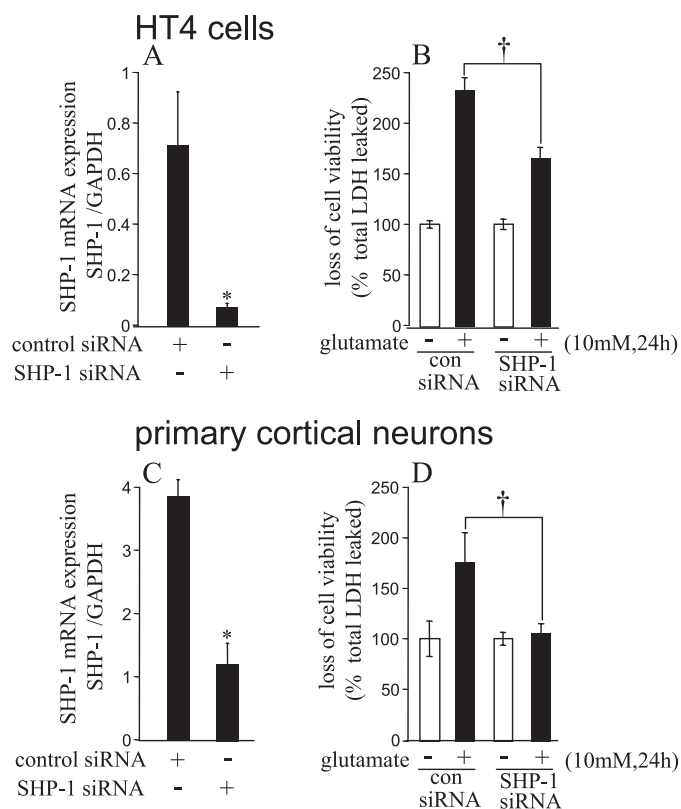 HT4 cells
A
SHP-1 mRNA expression
SHP-1 /GAPDH
1
0.8
0.6
0.4
0.2
0
*
control siRNA + -
SHP-1 siRNA - +
B
†
loss of cell viability
(% total LDH leaked)
250
200
150
100
50
0
glutamate - + - + (10mM,24h)
con siRNA
SHP-1 siRNA
primary cortical neurons
C
SHP-1 mRNA expression
SHP-1 /GAPDH
4
3
2
1
0
*
control siRNA + -
SHP-1 siRNA - +
D
†
loss of cell viability
(% total LDH leaked)
250
200
150
100
50
0
glutamate - + - + (10mM,24h)
con siRNA
SHP-1 siRNA